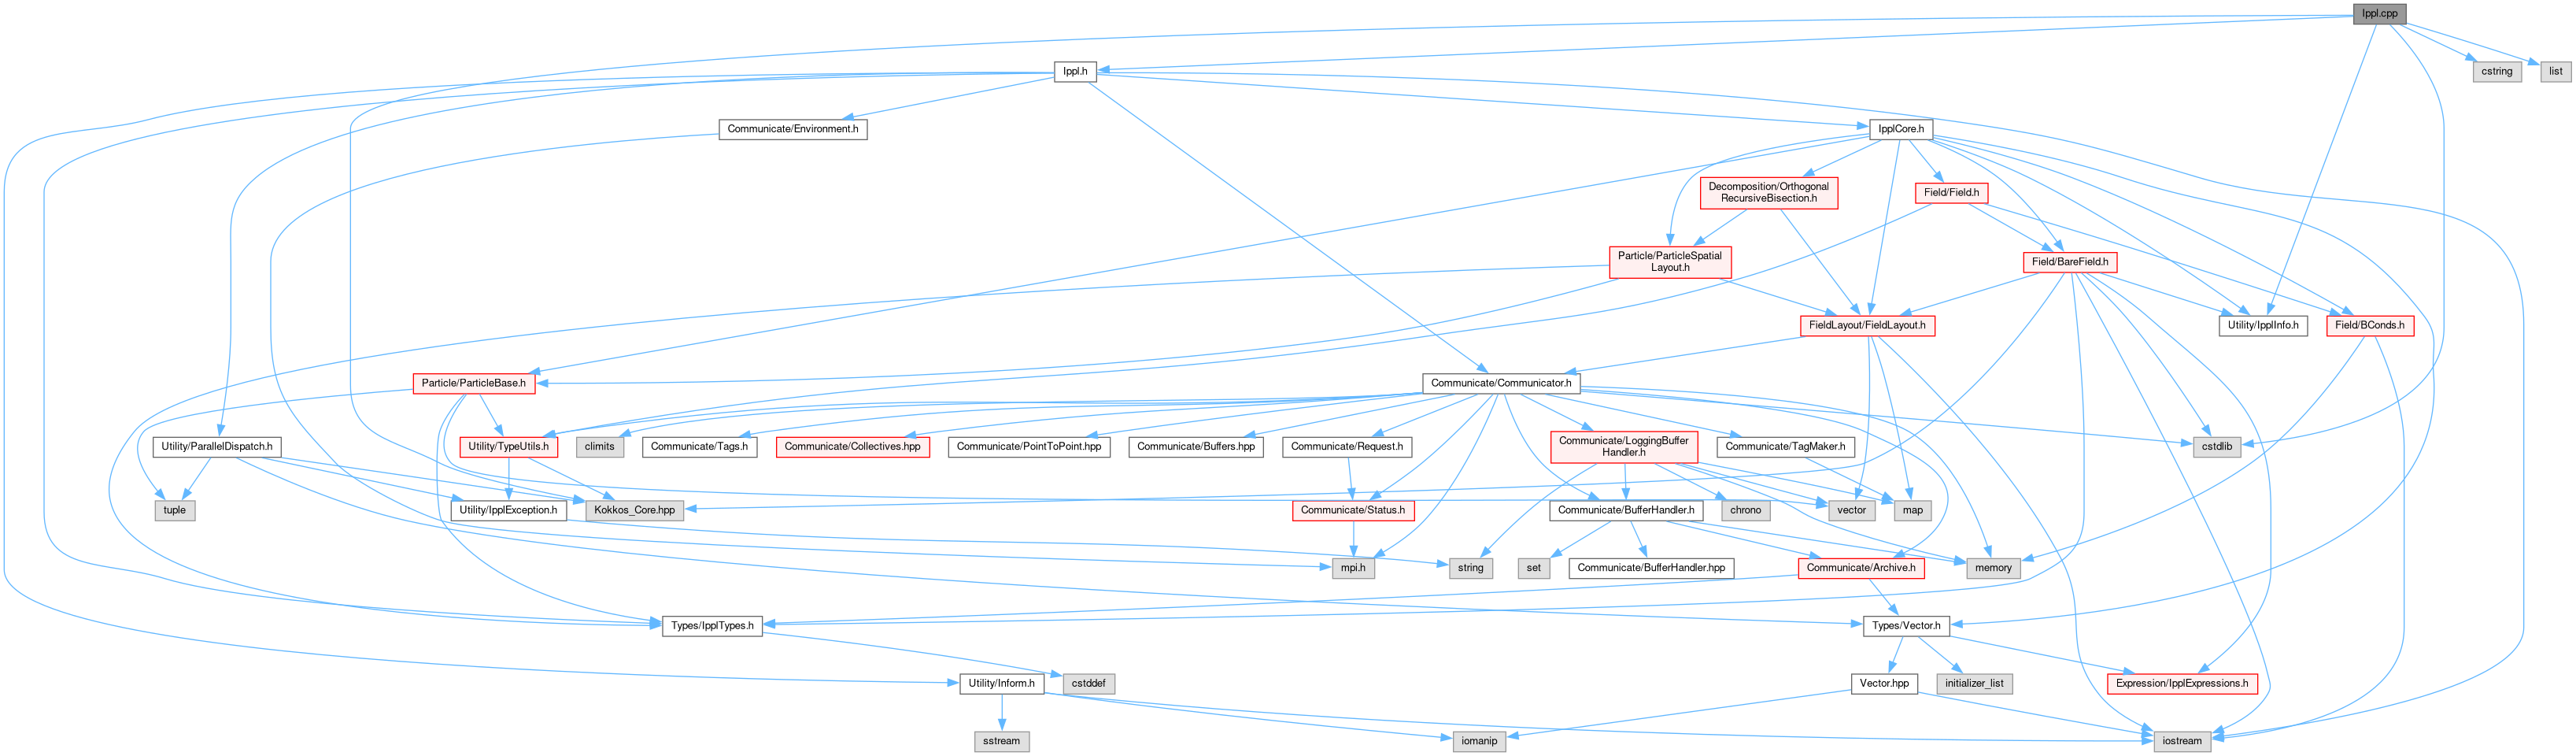 Ippl.cpp
Ippl.h
cstring
list
Communicate/Environment.h
IpplCore.h
Decomposition/Orthogonal
RecursiveBisection.h
Field/Field.h
Particle/ParticleSpatial
Layout.h
Field/BareField.h
FieldLayout/FieldLayout.h
Utility/IpplInfo.h
Field/BConds.h
Particle/ParticleBase.h
Communicate/Communicator.h
Utility/ParallelDispatch.h
Utility/TypeUtils.h
climits
Communicate/Tags.h
Communicate/Collectives.hpp
Communicate/PointToPoint.hpp
Communicate/Buffers.hpp
Communicate/Request.h
Communicate/LoggingBuffer
Handler.h
Communicate/TagMaker.h
cstdlib
tuple
Utility/IpplException.h
Kokkos_Core.hpp
Communicate/Status.h
Communicate/BufferHandler.h
chrono
vector
map
mpi.h
string
set
Communicate/BufferHandler.hpp
Communicate/Archive.h
memory
Types/IpplTypes.h
Types/Vector.h
Utility/Inform.h
cstddef
Vector.hpp
initializer_list
Expression/IpplExpressions.h
sstream
iomanip
iostream